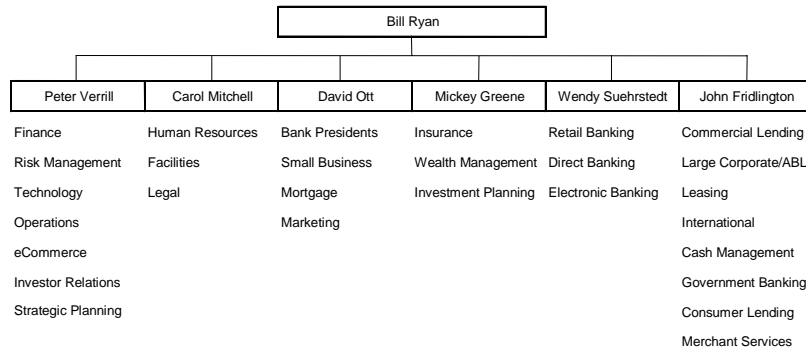 Bill Ryan
Peter Verrill
Carol Mitchell
David Ott
Mickey Greene
Wendy Suehrstedt
John Fridlington
Finance
Risk Management
Technology
Operations
eCommerce
Investor Relations
Strategic Planning
Human Resources
Facilities
Legal
Bank Presidents
Small Business
Mortgage
Marketing
Insurance
Wealth Management
Investment Planning
Retail Banking
Direct Banking
Electronic Banking
Commercial Lending
Large Corporate/ABL
Leasing
International
Cash Management
Government Banking
Consumer Lending
Merchant Services